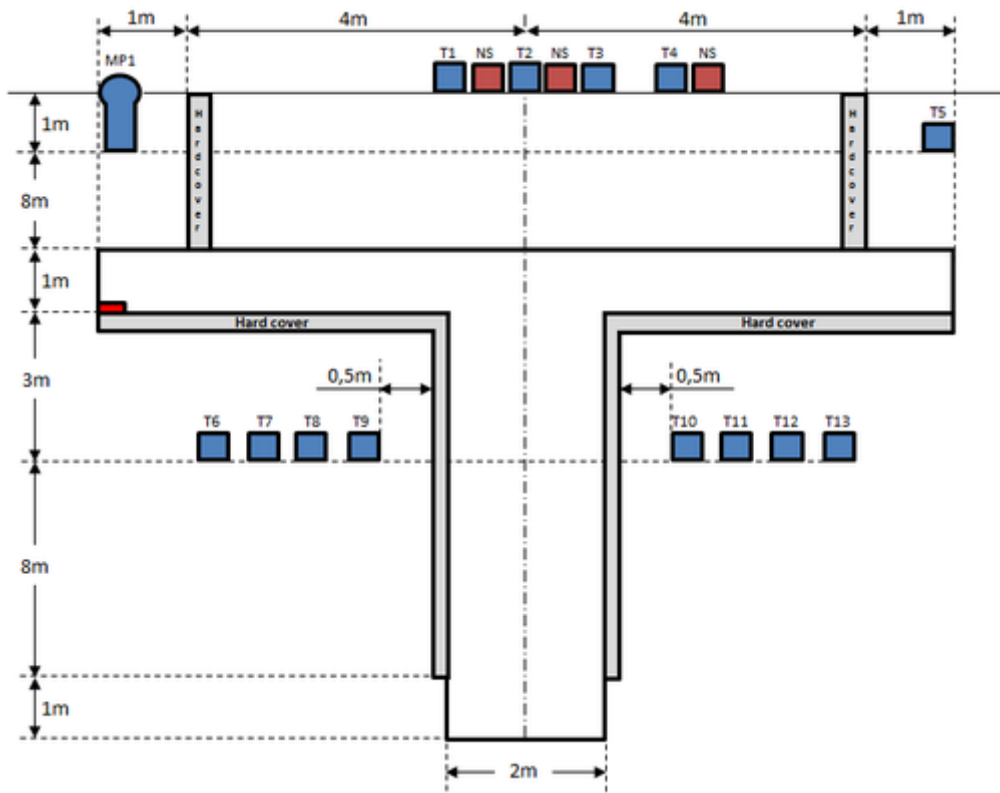 1m
4m
4m
1m
MP1
T1
NS
T2
NS
T3
T4
NS
1m
Hardcover
Hardcover
T5
8m
1m
Hard cover
Hard cover
3m
0,5m
0,5m
T6
T7
T8
T9
T10
T11
T12
T13
8m
1m
2m